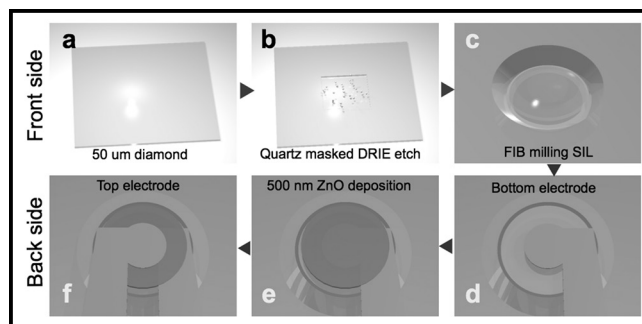 Front side
a
50 um diamond
b
Quartz masked DRIE etch
c
FIB milling SIL
Back side
Top electrode
f
500 nm ZnO deposition
e
Bottom electrode
d